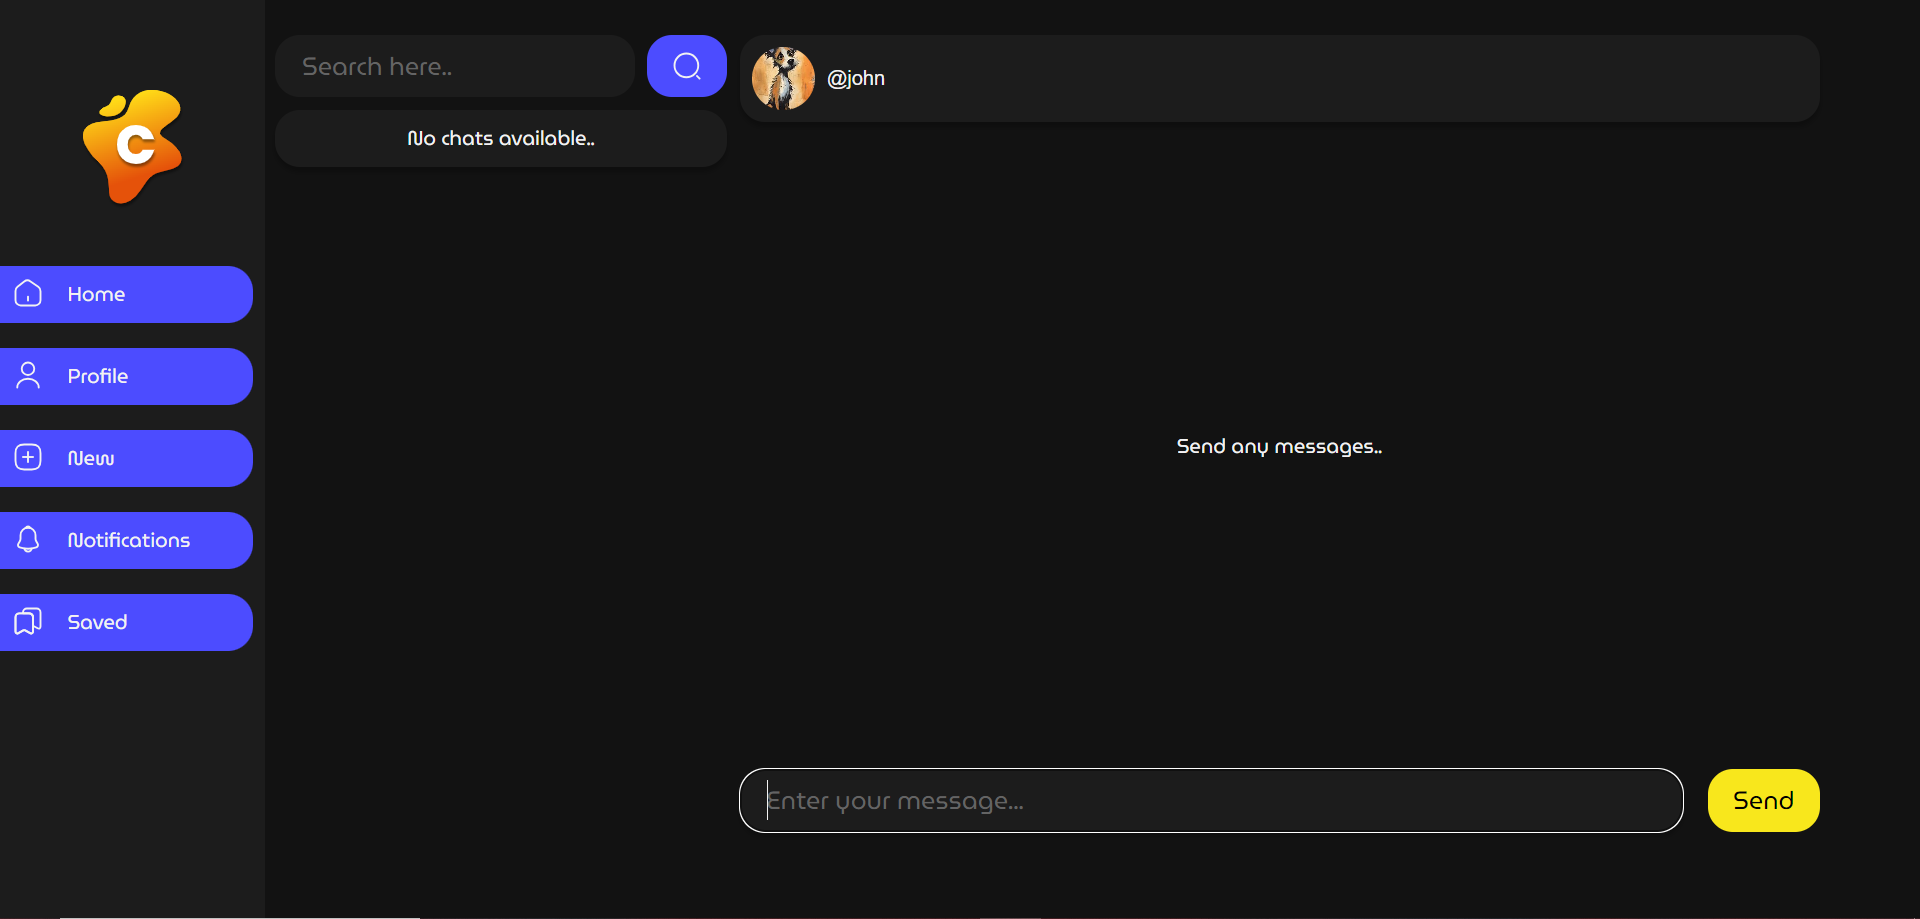 C
Home
Profile
New
Notifications
Saved
Search here..
No chats available..
@john
Send any messages..
Enter your message...
Send